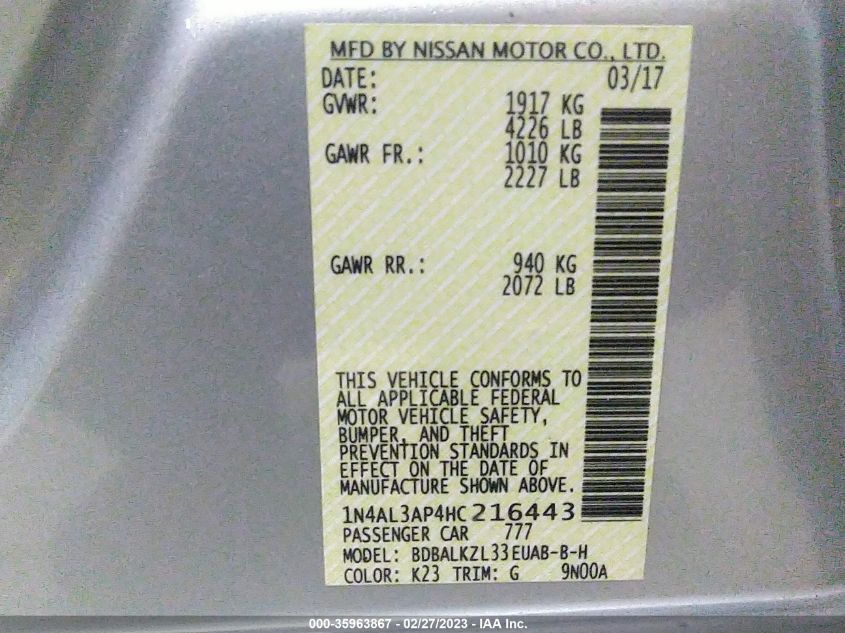 MFD BY NISSAN MOTOR CO., LTD.
DATE: 03/17
GVWR: 1917 KG
4226 LB
GAWR FR.: 1010 KG
2227 LB
GAWR RR.: 940 KG
2072 LB
THIS VEHICLE CONFORMS TO
ALL APPLICABLE FEDERAL
MOTOR VEHICLE SAFETY,
BUMPER, AND THEFT
PREVENTION STANDARDS IN
EFFECT ON THE DATE OF
MANUFACTURE SHOWN ABOVE.
1N4AL3AP4HC216443
PASSENGER CAR 777
MODEL: BDBALKZL33EUAB-B-H
COLOR: K23 TRIM: G 9N00A
000-35963867 - 02/27/2023 - IAA Inc.